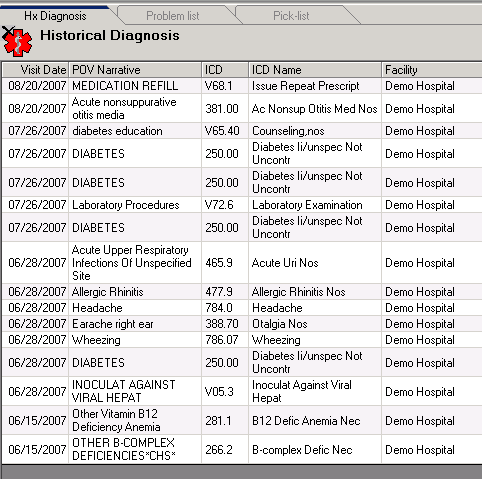 Hx Diagnosis Problem list Pick-list
Historical Diagnosis
Visit Date POV Narrative ICD ICD Name Facility
08/20/2007 MEDICATION REFILL V68.1 Issue Repeat Prescript Demo Hospital
08/20/2007 Acute nonsuppurative otitis media 381.00 Ac Nonsup Otitis Med Nos Demo Hospital
07/26/2007 diabetes education V65.40 Counseling,nos Demo Hospital
07/26/2007 DIABETES 250.00 Diabetes Ii/unspec Not Uncontr Demo Hospital
07/26/2007 DIABETES 250.00 Diabetes Ii/unspec Not Uncontr Demo Hospital
07/26/2007 Laboratory Procedures V72.6 Laboratory Examination Demo Hospital
07/26/2007 DIABETES 250.00 Diabetes Ii/unspec Not Uncontr Demo Hospital
06/28/2007 Acute Upper Respiratory Infections Of Unspecified Site 465.9 Acute Uri Nos Demo Hospital
06/28/2007 Allergic Rhinitis 477.9 Allergic Rhinitis Nos Demo Hospital
06/28/2007 Headache 784.0 Headache Demo Hospital
06/28/2007 Earache right ear 388.70 Otalgia Nos Demo Hospital
06/28/2007 Wheezing 786.07 Wheezing Demo Hospital
06/28/2007 DIABETES 250.00 Diabetes Ii/unspec Not Uncontr Demo Hospital
06/28/2007 INOCULAT AGAINST VIRAL HEPAT V05.3 Inoculat Against Viral Hepat Demo Hospital
06/15/2007 Other Vitamin B12 Deficiency Anemia 281.1 B12 Defic Anemia Nec Demo Hospital
06/15/2007 OTHER B-COMPLEX DEFICIENCIES*CHS* 266.2 B-complex Defic Nec Demo Hospital